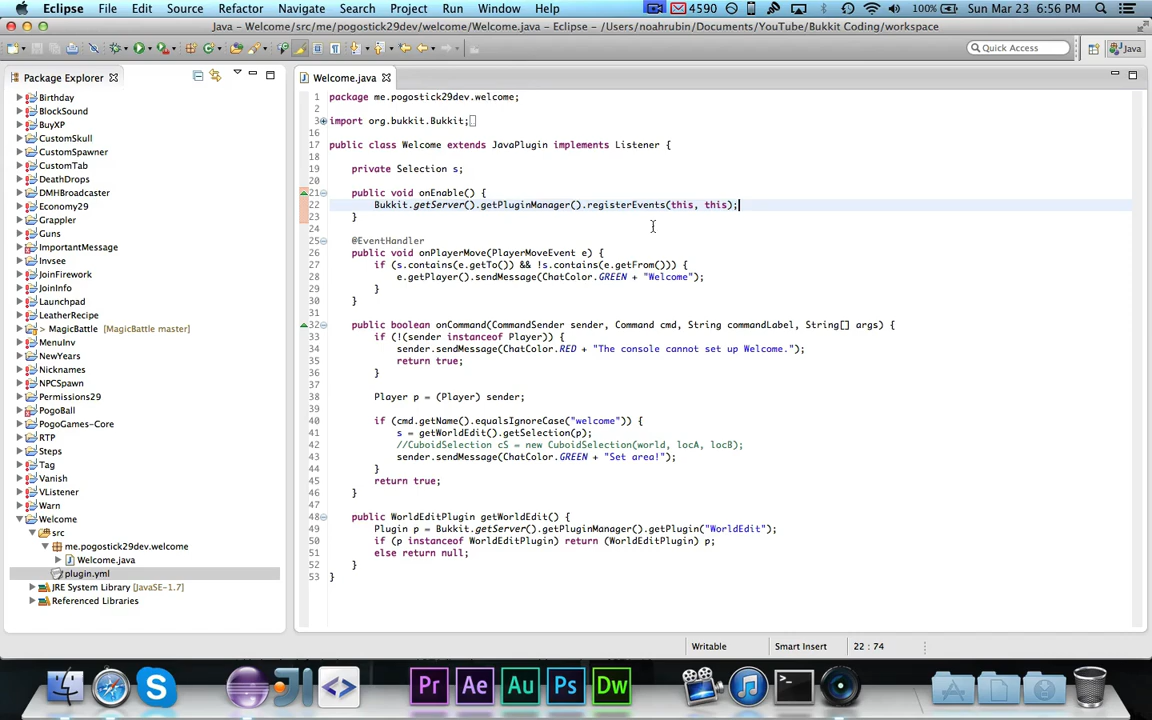 Eclipse File Edit Source Refactor Navigate Search Project Run Window Help 4590 100% Sun Mar 23 6:56 PM
Java - Welcome/src/me/pogostick29dev/welcome/Welcome.java - Eclipse - /Users/noahrubin/Documents/YouTube/Bukkit Coding/workspace
Quick Access Java
Package Explorer
Birthday
BlockSound
BuyXP
CustomSkull
CustomSpawner
CustomTab
DeathDrops
DMHBroadcaster
Economy29
Grappler
Guns
ImportantMessage
Invsee
JoinFirework
JoinInfo
Launchpad
LeatherRecipe
> MagicBattle [MagicBattle master]
MenuInv
NewYears
Nicknames
NPCSpawn
Permissions29
PogoBall
PogoGames-Core
RTP
Steps
Tag
Vanish
VListener
Warn
Welcome
src
me.pogostick29dev.welcome
Welcome.java
plugin.yml
JRE System Library [JavaSE-1.7]
Referenced Libraries
Welcome.java
1 package me.pogostick29dev.welcome;
2
3 import org.bukkit.Bukkit;
16
17 public class Welcome extends JavaPlugin implements Listener {
18
19 private Selection s;
20
21 public void onEnable() {
22 Bukkit.getServer().getPluginManager().registerEvents(this, this);
23 }
24
25 @EventHandler
26 public void onPlayerMove(PlayerMoveEvent e) {
27 if (s.contains(e.getTo()) && !s.contains(e.getFrom())) {
28 e.getPlayer().sendMessage(ChatColor.GREEN + "Welcome");
29 }
30 }
31
32 public boolean onCommand(CommandSender sender, Command cmd, String commandLabel, String[] args) {
33 if (!(sender instanceof Player)) {
34 sender.sendMessage(ChatColor.RED + "The console cannot set up Welcome.");
35 return true;
36 }
37
38 Player p = (Player) sender;
39
40 if (cmd.getName().equalsIgnoreCase("welcome")) {
41 s = getWorldEdit().getSelection(p);
42 //CuboidSelection cS = new CuboidSelection(world, locA, locB);
43 sender.sendMessage(ChatColor.GREEN + "Set area!");
44 }
45 return true;
46 }
47
48 public WorldEditPlugin getWorldEdit() {
49 Plugin p = Bukkit.getServer().getPluginManager().getPlugin("WorldEdit");
50 if (p instanceof WorldEditPlugin) return (WorldEditPlugin) p;
51 else return null;
52 }
53 }
Writable Smart Insert 22 : 74
S Pr Ae Au Ps Dw